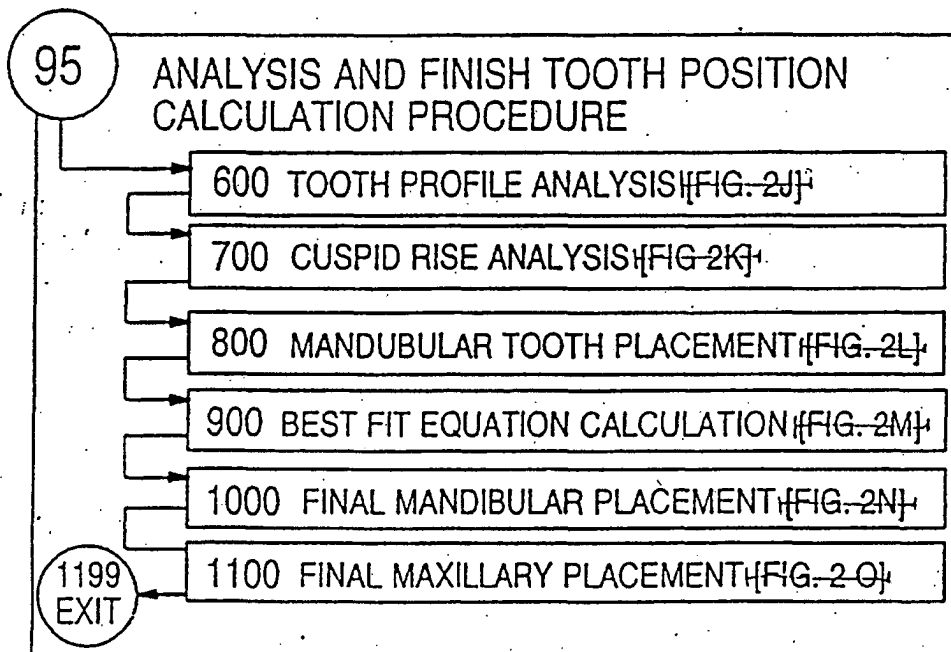 95
ANALYSIS AND FINISH TOOTH POSITION
CALCULATION PROCEDURE
600 TOOTH PROFILE ANALYSIS [FIG. 2J]
700 CUSPID RISE ANALYSIS [FIG 2K]
800 MANDUBULAR TOOTH PLACEMENT [FIG. 2L]
900 BEST FIT EQUATION CALCULATION [FIG. 2M]
1000 FINAL MANDIBULAR PLACEMENT [FIG. 2N]
1100 FINAL MAXILLARY PLACEMENT [FIG. 2 O]
1199
EXIT